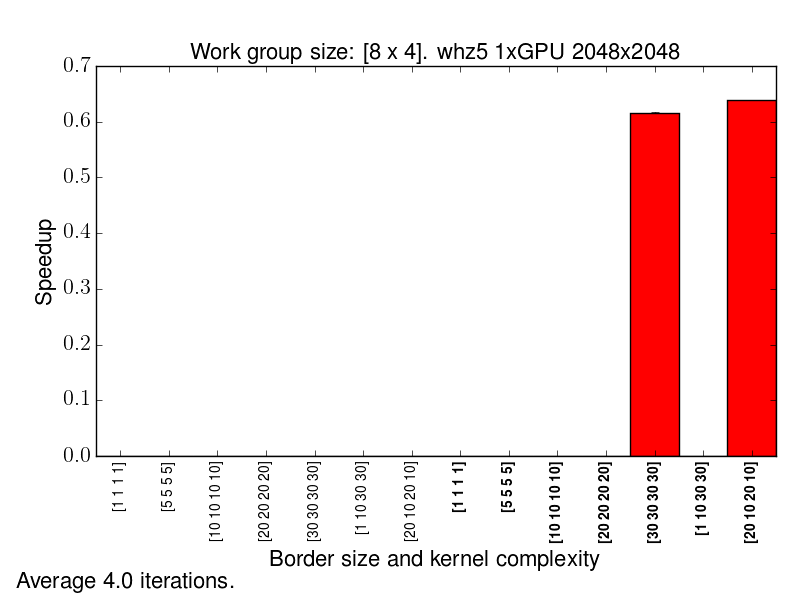 Work group size: [8 x 4]. whz5 1xGPU 2048x2048
0.7
0.6
0.5
0.4
0.3
0.2
0.1
0.0
Speedup
[1 1 1 1]
[5 5 5 5]
[10 10 10 10]
[20 20 20 20]
[30 30 30 30]
[1 10 30 30]
[20 10 20 10]
[1 1 1 1]
[5 5 5 5]
[10 10 10 10]
[20 20 20 20]
[30 30 30 30]
[1 10 30 30]
[20 10 20 10]
Border size and kernel complexity
Average 4.0 iterations.